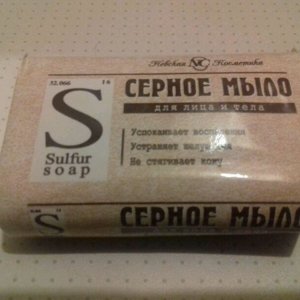 Невская NK Косметика
32.066 16
S
Sulfur
soap
СЕРНОЕ МЫЛО
для лица и тела
Успокаивает воспаления
Устраняет шелушения
Не стягивает кожу
S
СЕРНОЕ МЫЛО